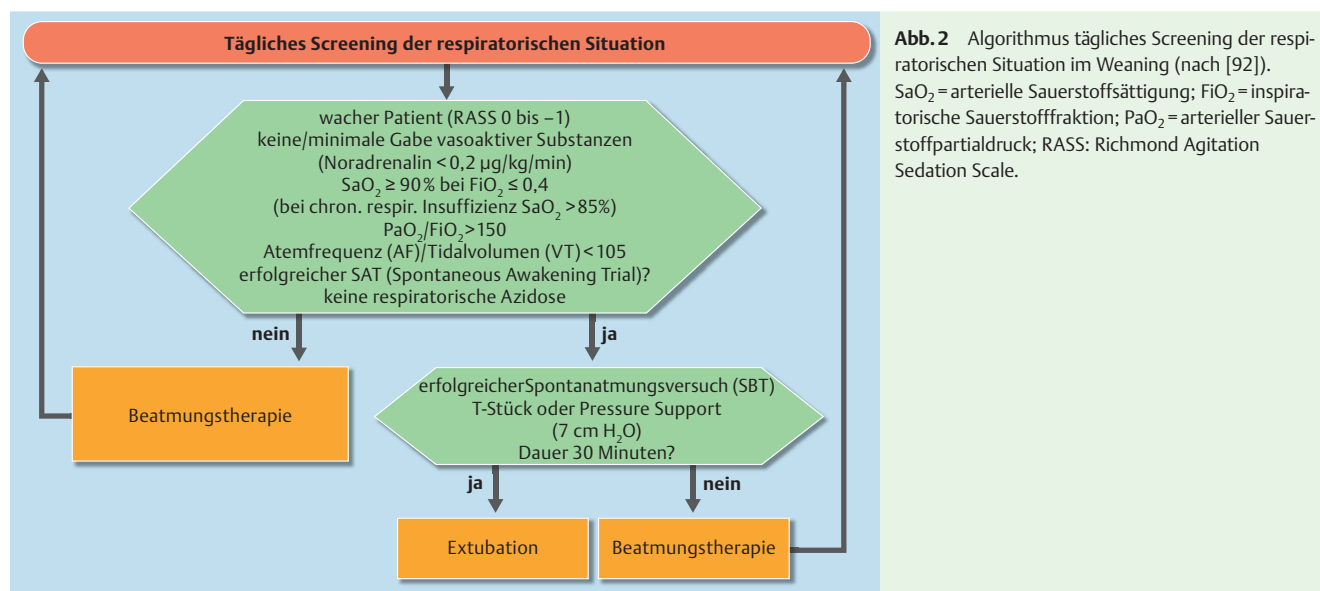 Tägliches Screening der respiratorischen Situation
wacher Patient (RASS 0 bis –1)
keine/minimale Gabe vasoaktiver Substanzen
(Noradrenalin < 0,2 µg/kg/min)
SaO₂ ≥ 90 % bei FiO₂ ≤ 0,4
(bei chron. respir. Insuffizienz SaO₂ >85%)
PaO₂/FiO₂>150
Atemfrequenz (AF)/Tidalvolumen (VT)<105
erfolgreicher SAT (Spontaneous Awakening Trial)?
keine respiratorische Azidose
nein
ja
Beatmungstherapie
erfolgreicherSpontanatmungsversuch (SBT)
T-Stück oder Pressure Support
(7 cm H₂O)
Dauer 30 Minuten?
ja
nein
Extubation
Beatmungstherapie
Abb. 2 Algorithmus tägliches Screening der respi-
ratorischen Situation im Weaning (nach [92]).
SaO₂ = arterielle Sauerstoffsättigung; FiO₂ = inspira-
torische Sauerstofffraktion; PaO₂ = arterieller Sauer-
stoffpartialdruck; RASS: Richmond Agitation
Sedation Scale.